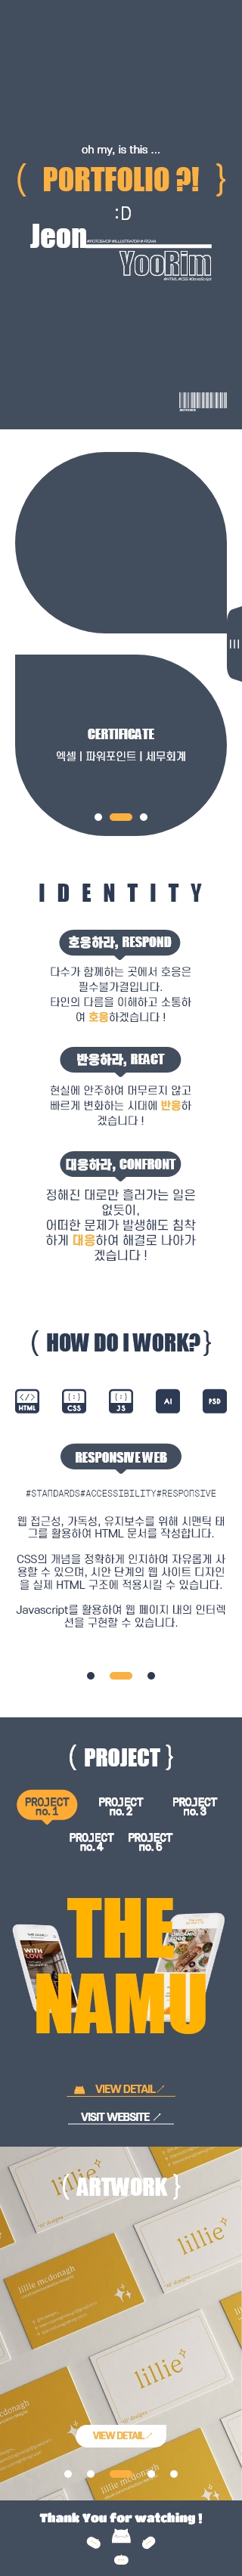 oh my, is this ...
( PORTFOLIO ?! }
:D
Jeon
#PHOTOSHOP #ILLUSTRATOR # FIGMA
YooRim
#HTML #CSS #JavaScript
CERTIFICATE
엑셀 | 파워포인트 | 세무회계
IDENTITY
호응하라, RESPOND
다수가 함께하는 곳에서 호응은
필수불가결입니다.
타인의 다름을 이해하고 소통하
여 호응하겠습니다 !
반응하라, REACT
현실에 안주하여 머무르지 않고
빠르게 변화하는 시대에 반응하
겠습니다 !
대응하라, CONFRONT
정해진 대로만 흘러가는 일은
없듯이,
어떠한 문제가 발생해도 침착
하게 대응하여 해결로 나아가
겠습니다 !
( HOW DO I WORK? }
</> {;} {;} AI PSD
HTML CSS JS
RESPONSIVE WEB
#STANDARDS#ACCESSIBILITY#RESPONSIVE
웹 접근성, 가독성, 유지보수를 위해 시맨틱 태
그를 활용하여 HTML 문서를 작성합니다.
CSS의 개념을 정확하게 인지하여 자유롭게 사
용할 수 있으며, 시안 단계의 웹 사이트 디자인
을 실제 HTML 구조에 적용시킬 수 있습니다.
Javascript를 활용하여 웹 페이지 내의 인터렉
션을 구현할 수 있습니다.
( PROJECT }
PROJECT no. 1
PROJECT no. 2
PROJECT no. 3
PROJECT no. 4
PROJECT no. 5
THE
NAMU
WITH
LOVE
VIEW DETAIL
VISIT WEBSITE
( ARTWORK }
lillie
lillie
lillie mcdonagh
lillie
lillie mcdonagh
VIEW DETAIL
Thank You for watching !